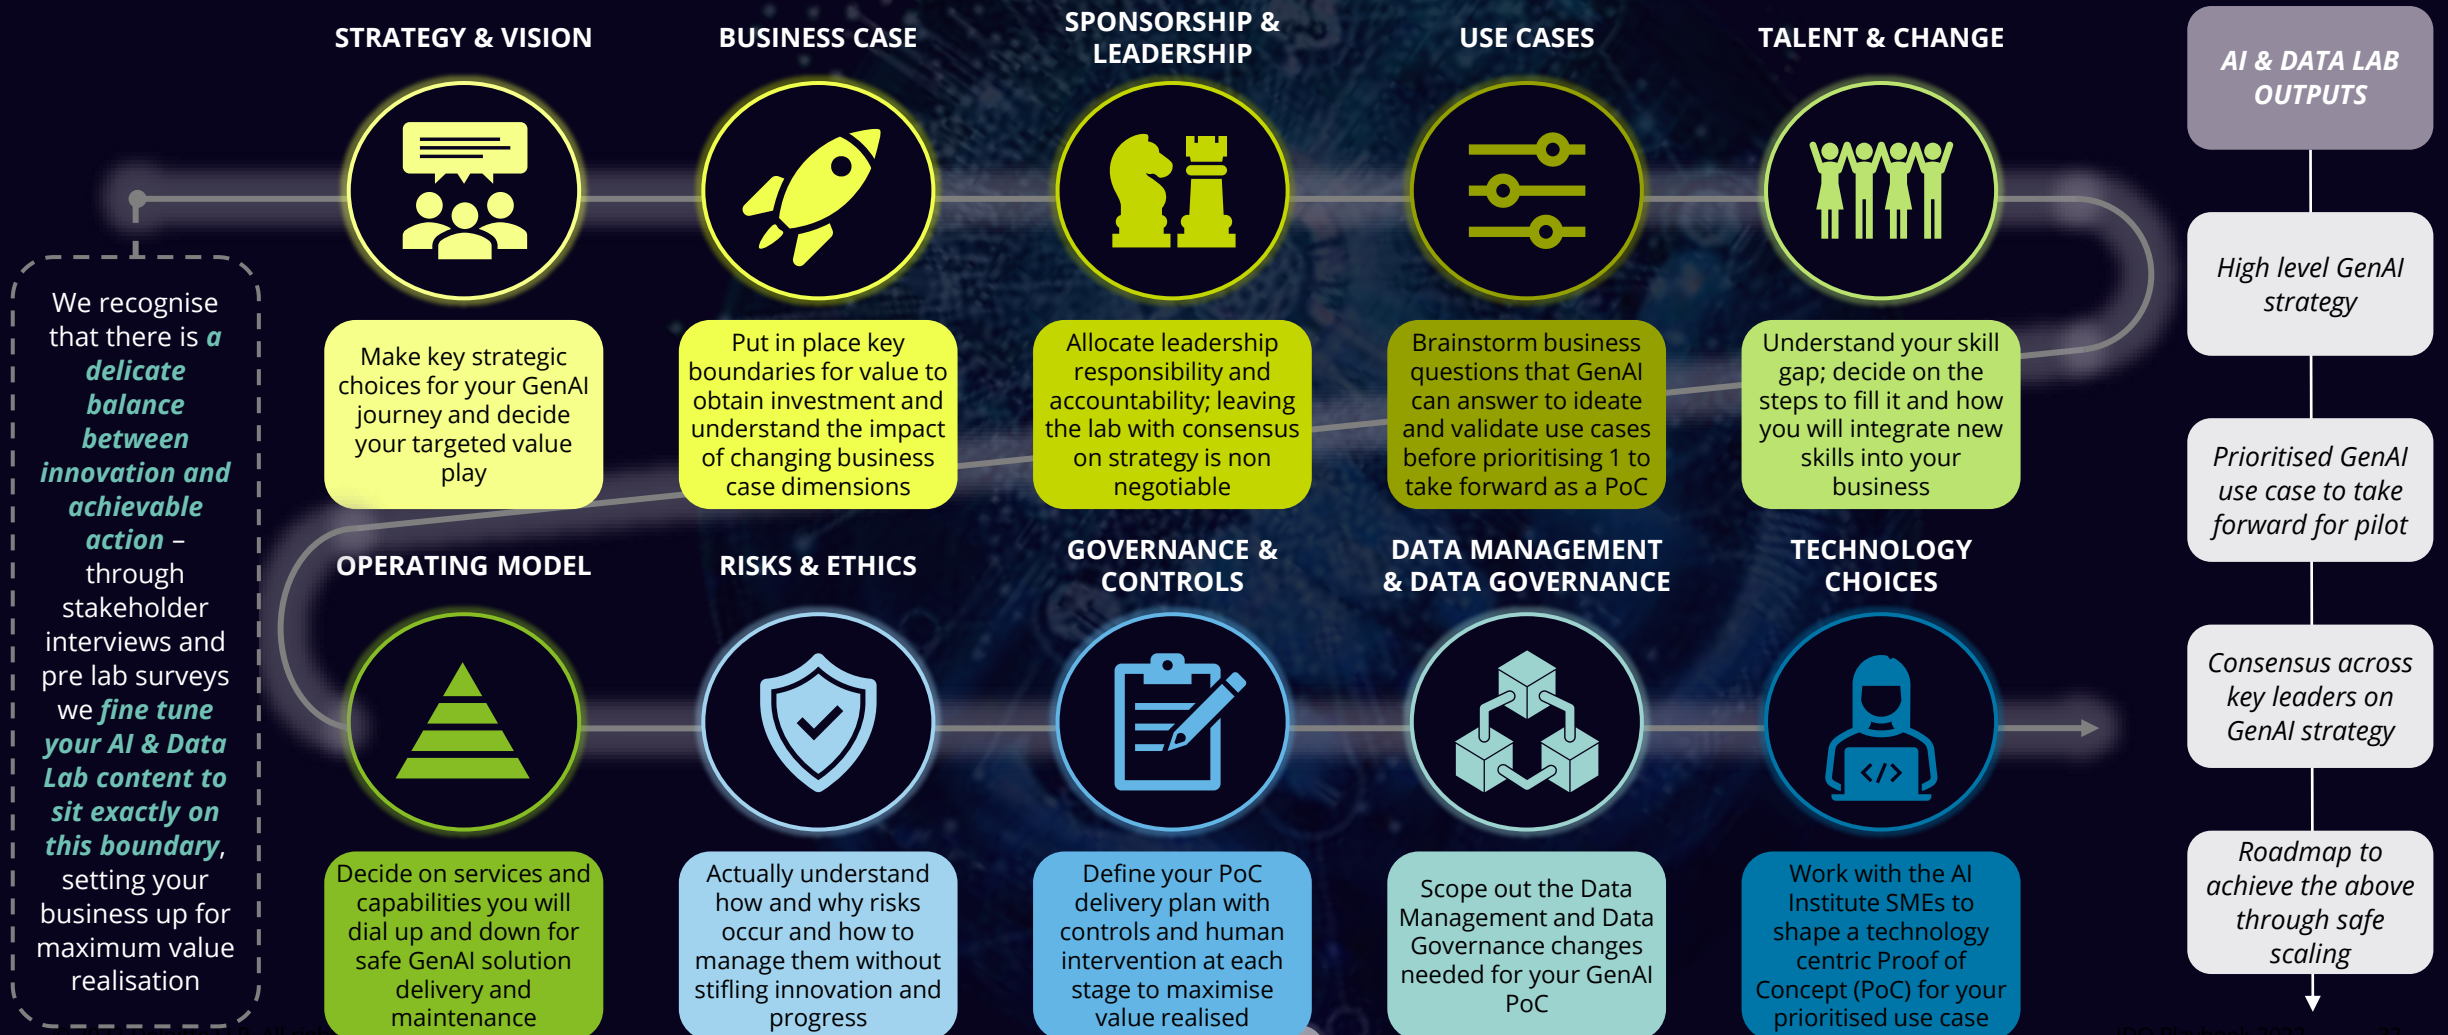 STRATEGY & VISION
BUSINESS CASE
SPONSORSHIP &
LEADERSHIP
USE CASES
TALENT & CHANGE
Make key strategic
choices for your GenAI
journey and decide
your targeted value
play
Put in place key
boundaries for value to
obtain investment and
understand the impact
of changing business
case dimensions
Allocate leadership
responsibility and
accountability; leaving
the lab with consensus
on strategy is non
negotiable
Brainstorm business
questions that GenAI
can answer to ideate
and validate use cases
before prioritising 1 to
take forward as a PoC
Understand your skill
gap; decide on the
steps to fill it and how
you will integrate new
skills into your
business
We recognise
that there is a
delicate
balance
between
innovation and
achievable
action –
through
stakeholder
interviews and
pre lab surveys
we fine tune
your AI & Data
Lab content to
sit exactly on
this boundary,
setting your
business up for
maximum value
realisation
OPERATING MODEL
RISKS & ETHICS
GOVERNANCE &
CONTROLS
DATA MANAGEMENT
& DATA GOVERNANCE
TECHNOLOGY
CHOICES
</>
Decide on services and
capabilities you will
dial up and down for
safe GenAI solution
delivery and
maintenance
Actually understand
how and why risks
occur and how to
manage them without
stifling innovation and
progress
Define your PoC
delivery plan with
controls and human
intervention at each
stage to maximise
value realised
Scope out the Data
Management and Data
Governance changes
needed for your GenAI
PoC
Work with the AI
Institute SMEs to
shape a technology
centric Proof of
Concept (PoC) for your
prioritised use case
AI & DATA LAB
OUTPUTS
High level GenAI
strategy
Prioritised GenAI
use case to take
forward for pilot
Consensus across
key leaders on
GenAI strategy
Roadmap to
achieve the above
through safe
scaling